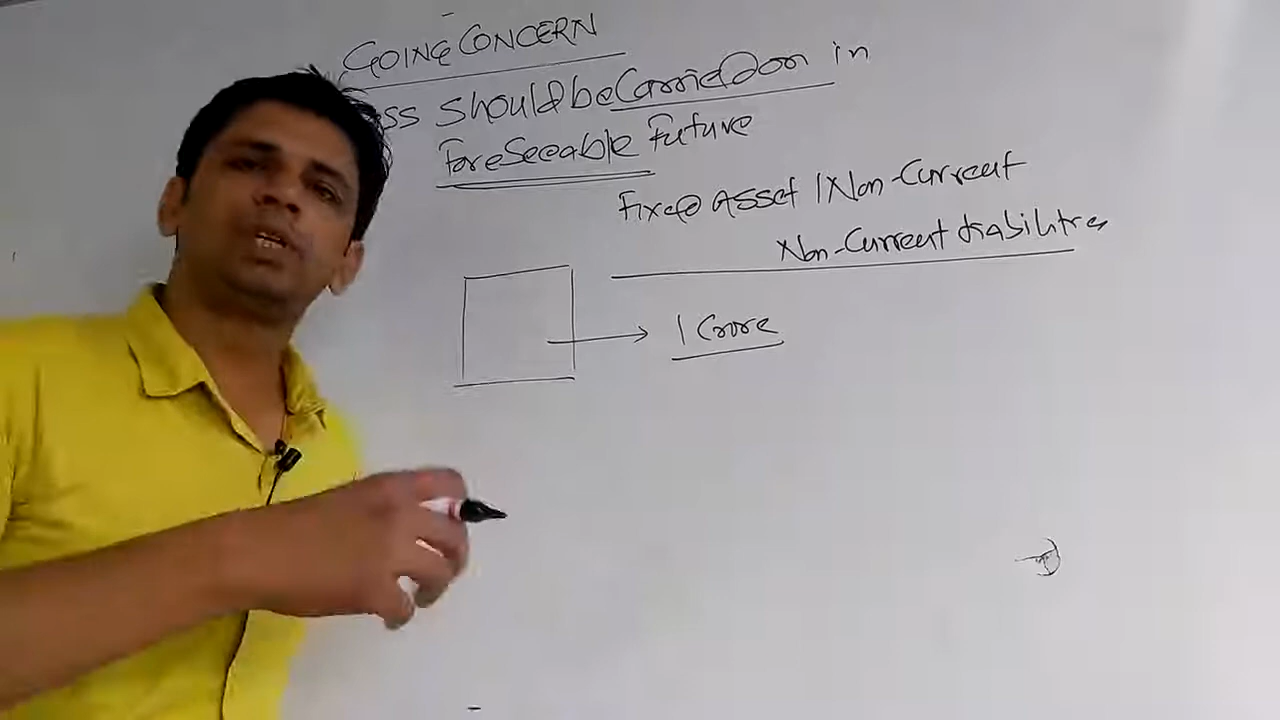 GOING CONCERN
ss should be Carried on in
foreseeable future
Fixed Asset / Non-Current
Non-Current Liabilities
1 Crore